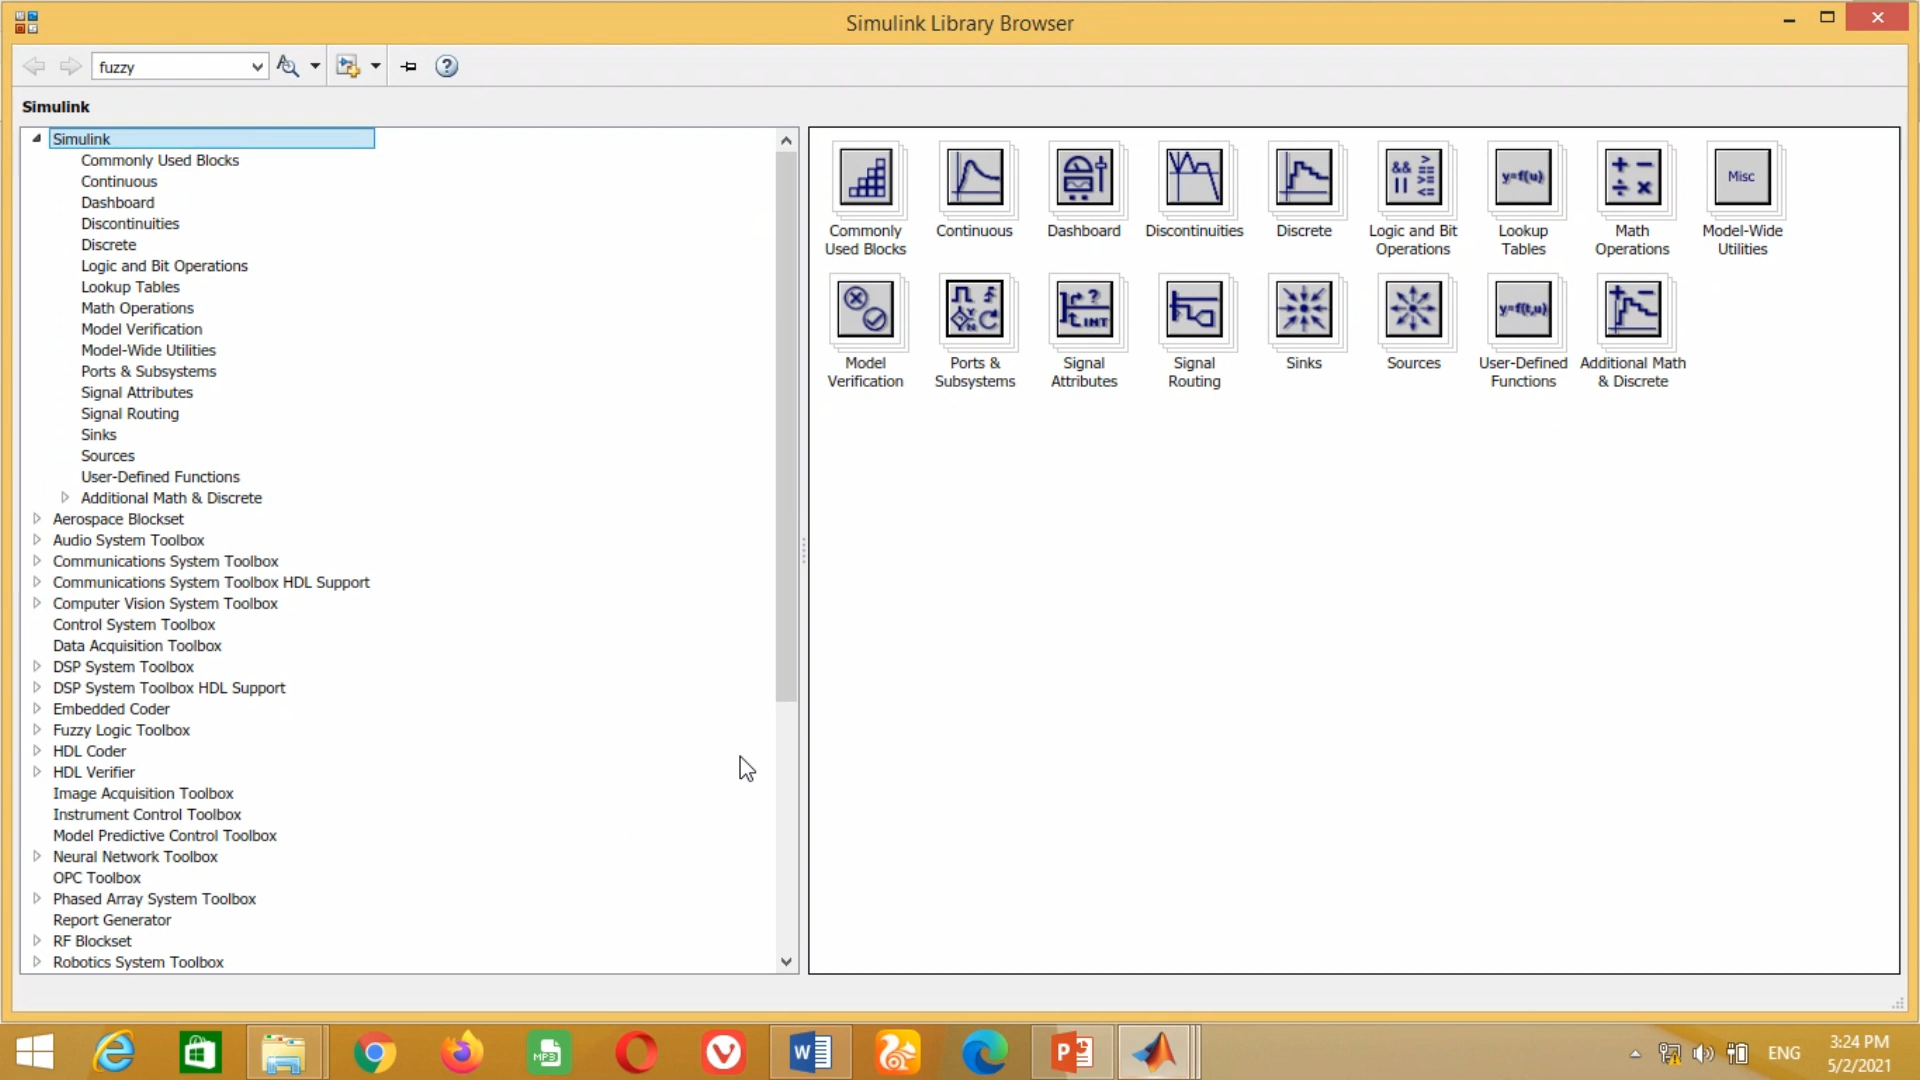 Simulink Library Browser
fuzzy
Simulink
Simulink
Commonly Used Blocks
Continuous
Dashboard
Discontinuities
Discrete
Logic and Bit Operations
Lookup Tables
Math Operations
Model Verification
Model-Wide Utilities
Ports & Subsystems
Signal Attributes
Signal Routing
Sinks
Sources
User-Defined Functions
Additional Math & Discrete
Aerospace Blockset
Audio System Toolbox
Communications System Toolbox
Communications System Toolbox HDL Support
Computer Vision System Toolbox
Control System Toolbox
Data Acquisition Toolbox
DSP System Toolbox
DSP System Toolbox HDL Support
Embedded Coder
Fuzzy Logic Toolbox
HDL Coder
HDL Verifier
Image Acquisition Toolbox
Instrument Control Toolbox
Model Predictive Control Toolbox
Neural Network Toolbox
OPC Toolbox
Phased Array System Toolbox
Report Generator
RF Blockset
Robotics System Toolbox
&& >
|| >=
<=
y=f(u)
+ −
÷ ×
Misc
Commonly
Used Blocks
Continuous
Dashboard
Discontinuities
Discrete
Logic and Bit
Operations
Lookup
Tables
Math
Operations
Model-Wide
Utilities
?
INT
y=f(t,u)
+ −
Model
Verification
Ports &
Subsystems
Signal
Attributes
Signal
Routing
Sinks
Sources
User-Defined
Functions
Additional Math
& Discrete
MP3
W
P
ENG
3:24 PM
5/2/2021